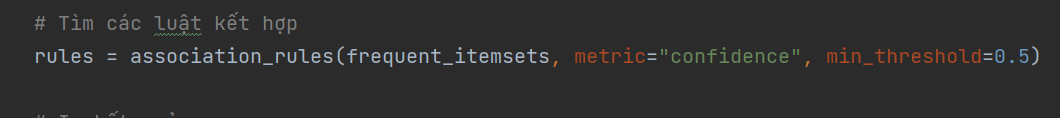 # Tìm các luật kết hợp
rules = association_rules(frequent_itemsets, metric="confidence", min_threshold=0.5)